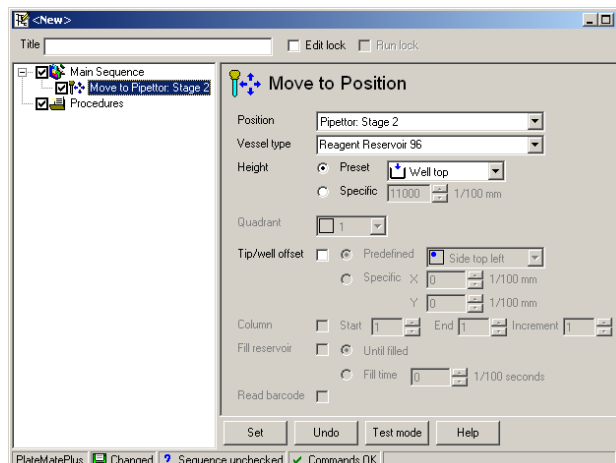 <New>
Title Edit lock Run lock
Main Sequence
Move to Pipettor: Stage 2
Procedures
Move to Position
Position Pipettor: Stage 2
Vessel type Reagent Reservoir 96
Height Preset Well top
Specific 11000 1/100 mm
Quadrant 1
Tip/well offset Predefined Side top left
Specific X 0 1/100 mm
Y 0 1/100 mm
Column Start 1 End 1 Increment 1
Fill reservoir Until filled
Fill time 0 1/100 seconds
Read barcode
Set Undo Test mode Help
PlateMatePlus Changed ? Sequence unchecked Commands OK